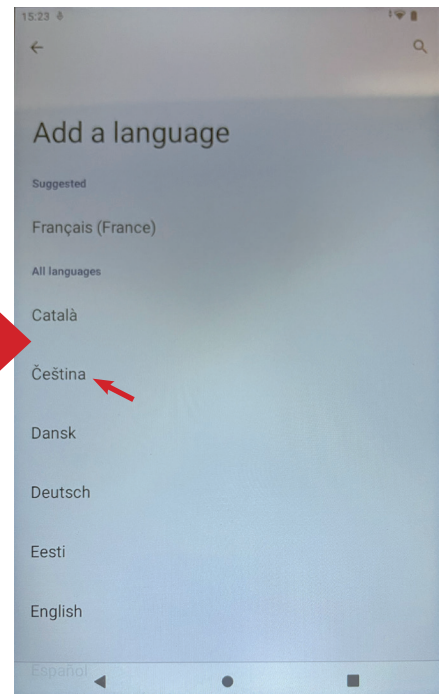 15:23
Add a language
Suggested
Français (France)
All languages
Català
Čeština
Dansk
Deutsch
Eesti
English
Español